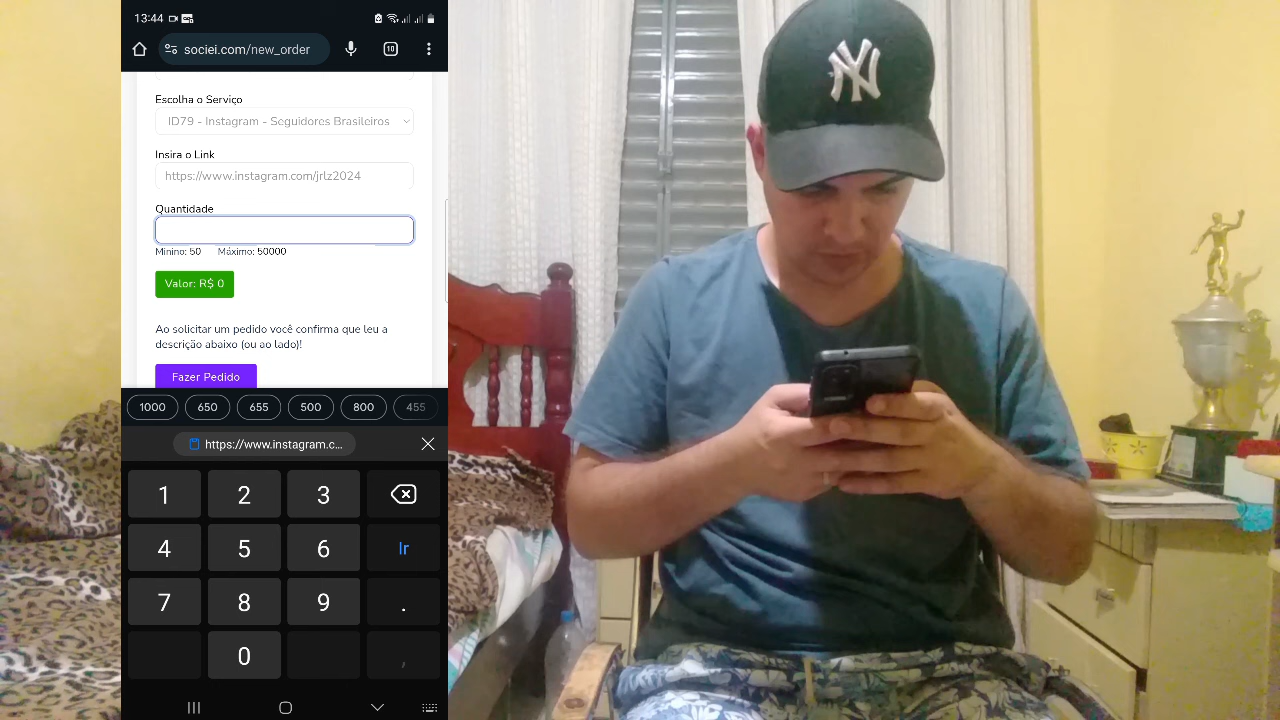 13:44
sociei.com/new_order
10
Escolha o Serviço
ID79 - Instagram - Seguidores Brasileiros
Insira o Link
https://www.instagram.com/jrlz2024
Quantidade
Mínino: 50 Máximo: 50000
Valor: R$ 0
Ao solicitar um pedido você confirma que leu a
descrição abaixo (ou ao lado)!
Fazer Pedido
1000 650 655 500 800 455
https://www.instagram.c...
1 2 3
4 5 6 Ir
7 8 9 .
0 ,
NY